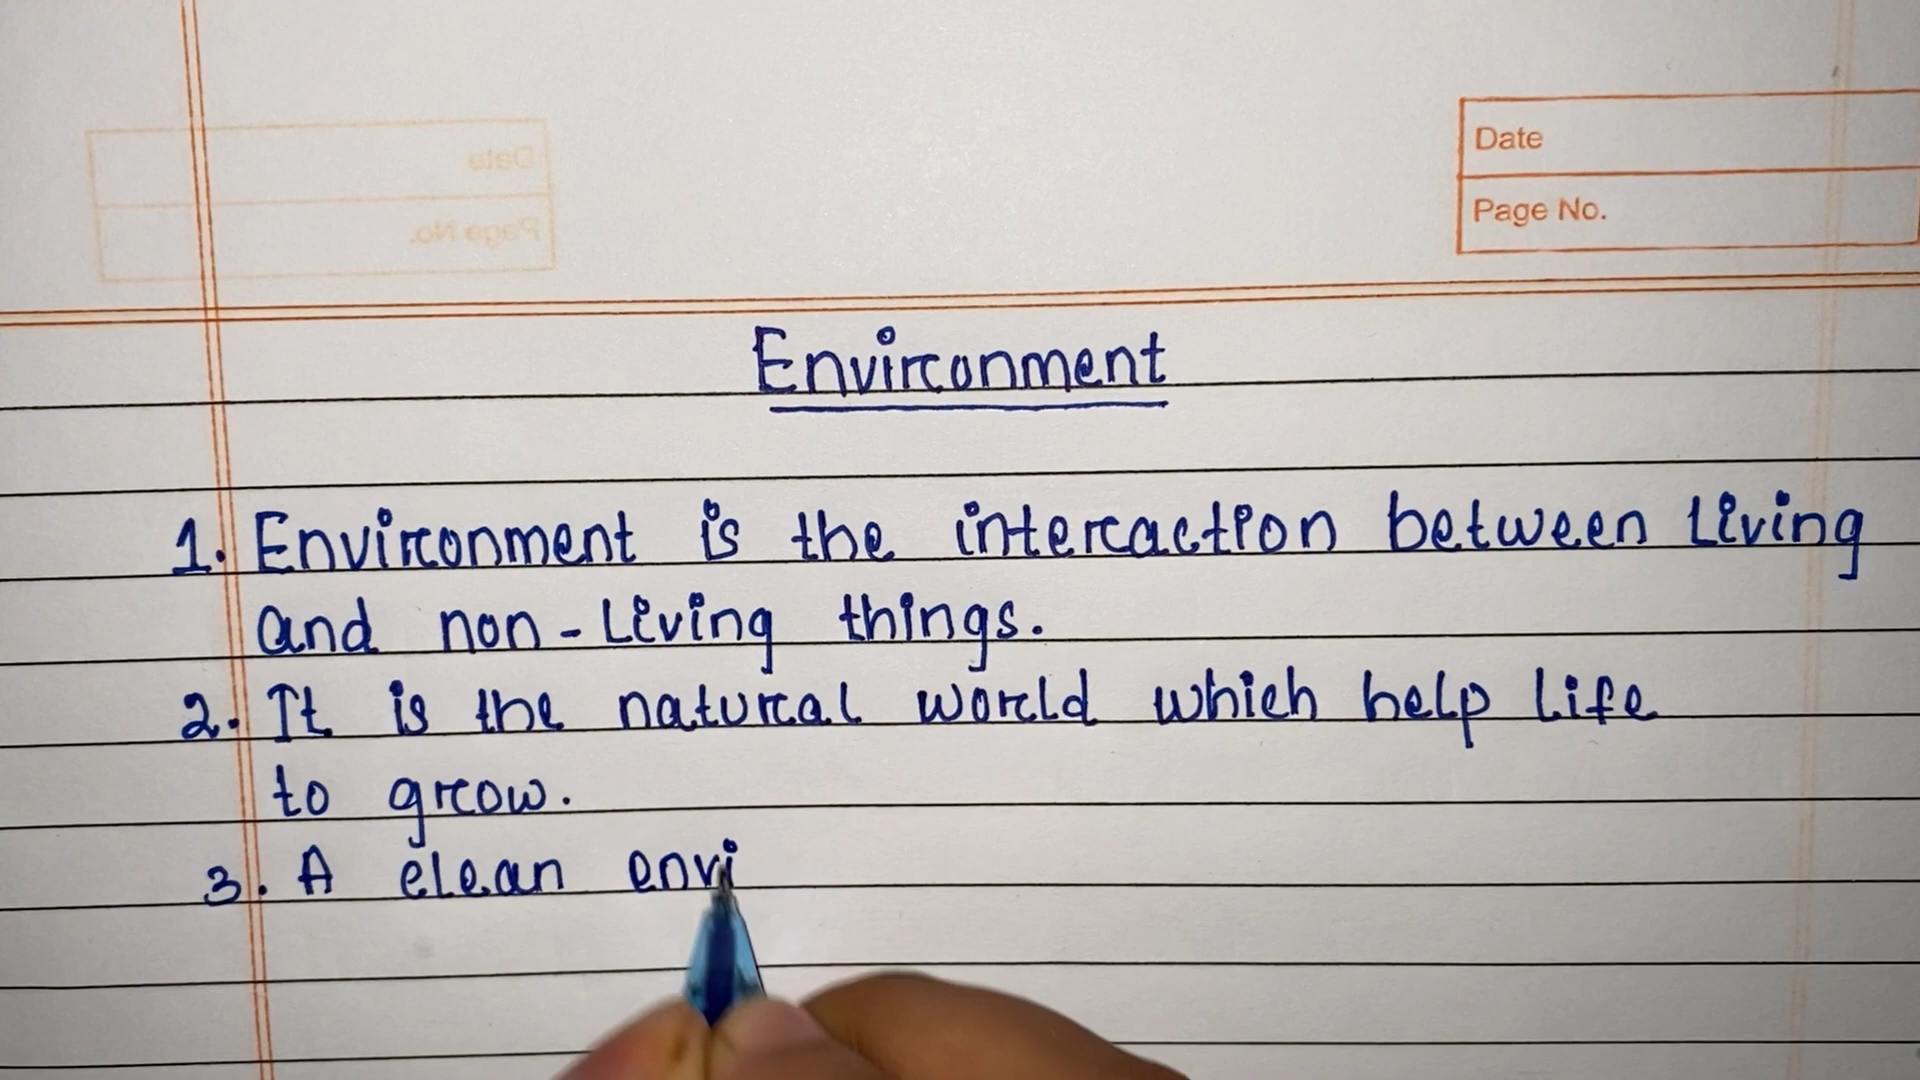 Date
Page No.
Environment
1. Environment is the interaction between living
and non-living things.
2. It is the natural world which help life
to grow.
3. A clean envi